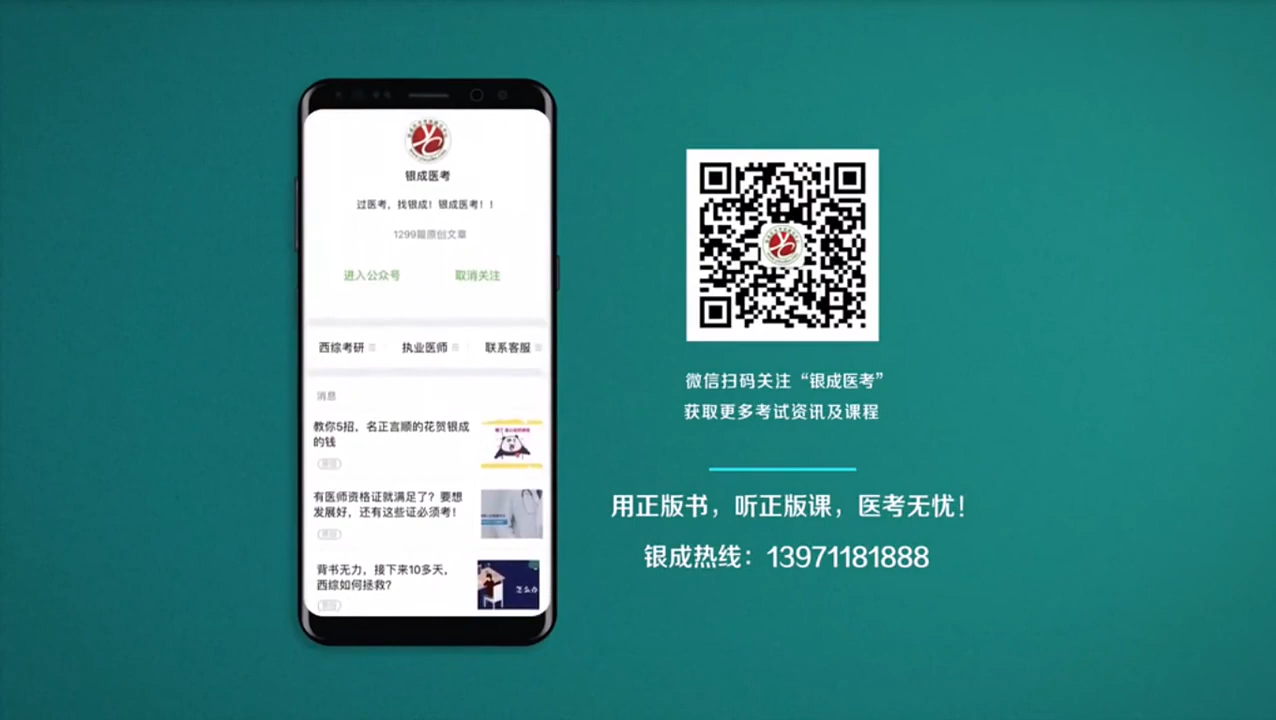 银成医考
过医考，找银成！银成医考！！
1299篇原创文章
进入公众号
取消关注
西综考研
执业医师
联系客服
消息
教你5招，名正言顺的花贺银成
的钱
有医师资格证就满足了？要想
发展好，还有这些证必须考！
背书无力，接下来10多天，
西综如何拯救？
怎么办
微信扫码关注“银成医考”
获取更多考试资讯及课程
用正版书，听正版课，医考无忧！
银成热线：13971181888